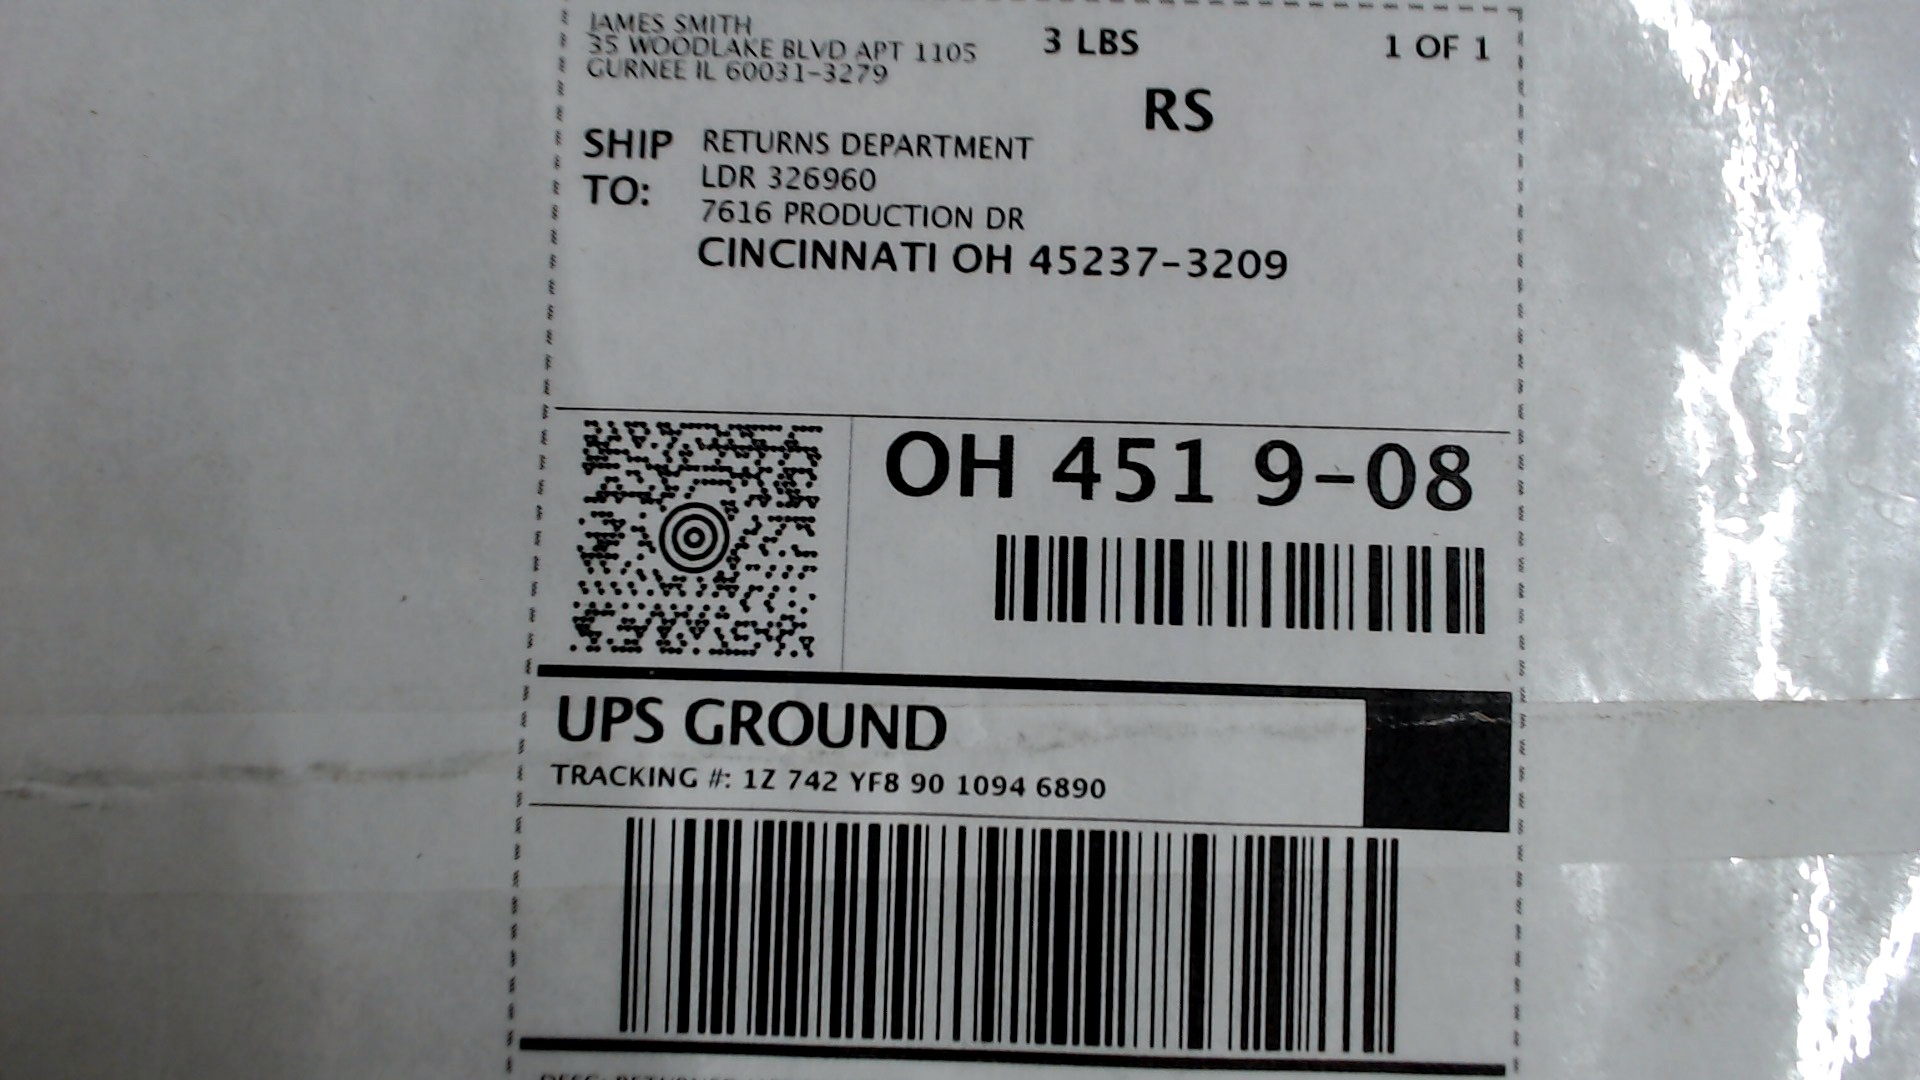 JAMES SMITH
35 WOODLAKE BLVD APT 1105
GURNEE IL 60031-3279
3 LBS
1 OF 1
RS
SHIP TO:
RETURNS DEPARTMENT
LDR 326960
7616 PRODUCTION DR
CINCINNATI OH 45237-3209
OH 451 9-08
UPS GROUND
TRACKING #: 1Z 742 YF8 90 1094 6890